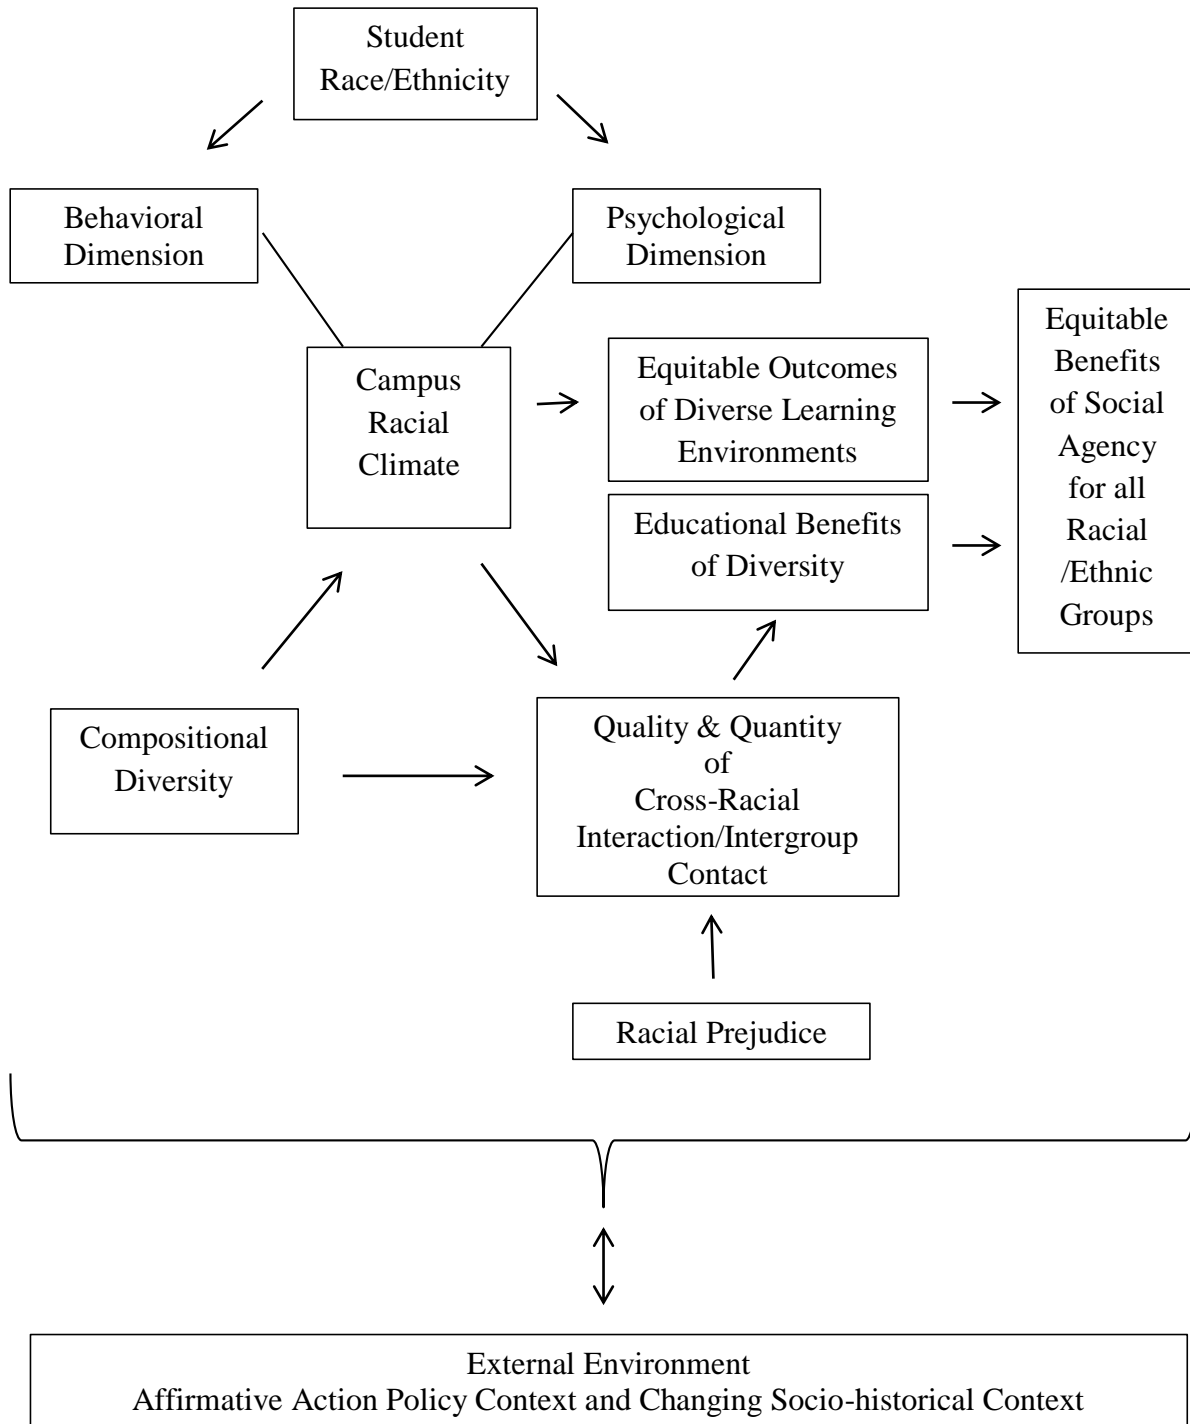 Student
Race/Ethnicity
Behavioral
Dimension
Psychological
Dimension
Campus
Racial
Climate
Equitable Outcomes
of Diverse Learning
Environments
Educational Benefits
of Diversity
Equitable
Benefits
of Social
Agency
for all
Racial
/Ethnic
Groups
Compositional
Diversity
Quality & Quantity
of
Cross-Racial
Interaction/Intergroup
Contact
Racial Prejudice
External Environment
Affirmative Action Policy Context and Changing Socio-historical Context